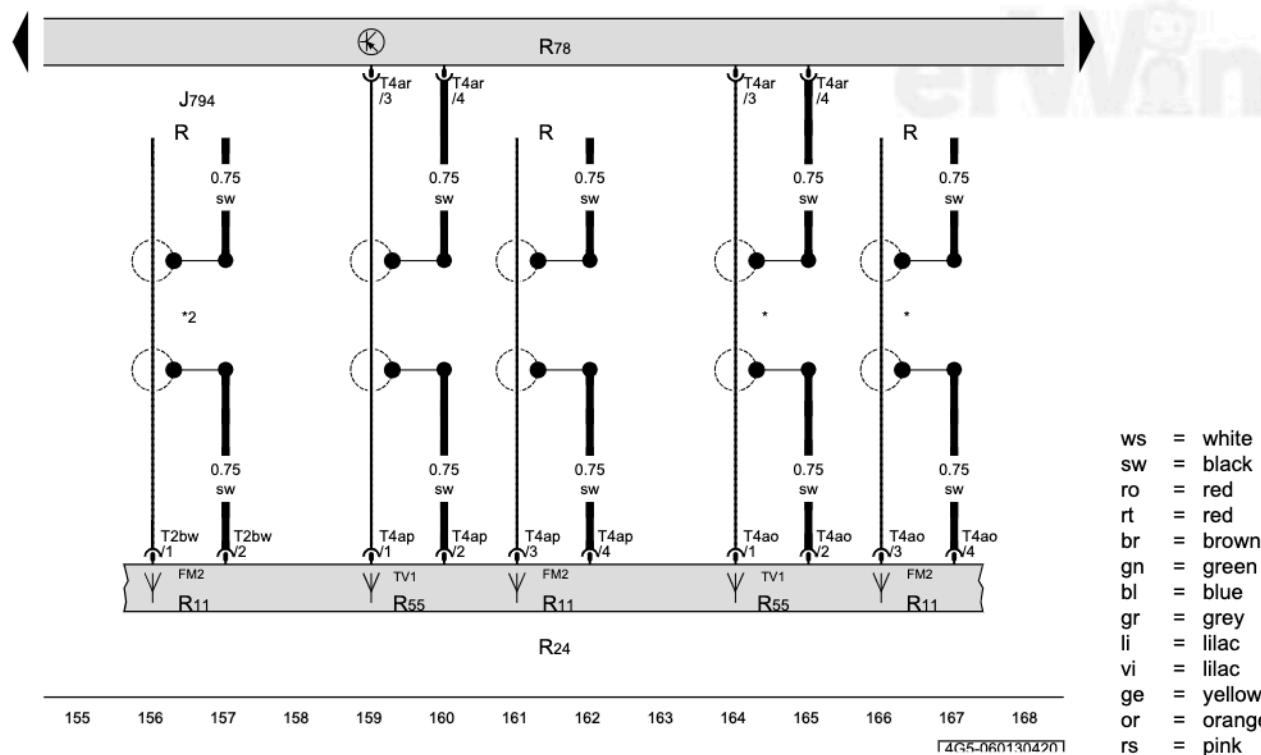 erWin
R78
T4ar T4ar T4ar T4ar
/3 /4 /3 /4
J794
R R R
0.75 0.75 0.75 0.75 0.75
sw sw sw sw sw
*2 * *
0.75 0.75 0.75 0.75 0.75
sw sw sw sw sw
T2bw T2bw T4ap T4ap T4ap T4ap T4ao T4ao T4ao T4ao
/1 /2 /1 /2 /3 /4 /1 /2 /3 /4
FM2 TV1 FM2 TV1 FM2
R11 R55 R11 R55 R11
R24
155 156 157 158 159 160 161 162 163 164 165 166 167 168
4G5-060130420
ws = white
sw = black
ro = red
rt = red
br = brown
gn = green
bl = blue
gr = grey
li = lilac
vi = lilac
ge = yellow
or = orange
rs = pink